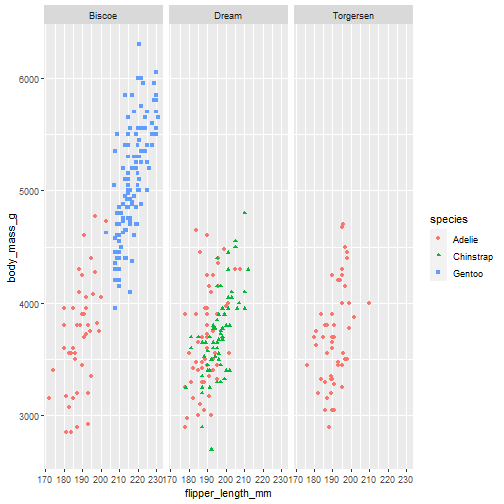 Biscoe Dream Torgersen
6000
5000
4000
3000
body_mass_g
170 180 190 200 210 220 230 170 180 190 200 210 220 230 170 180 190 200 210 220 230
flipper_length_mm
species
Adelie
Chinstrap
Gentoo